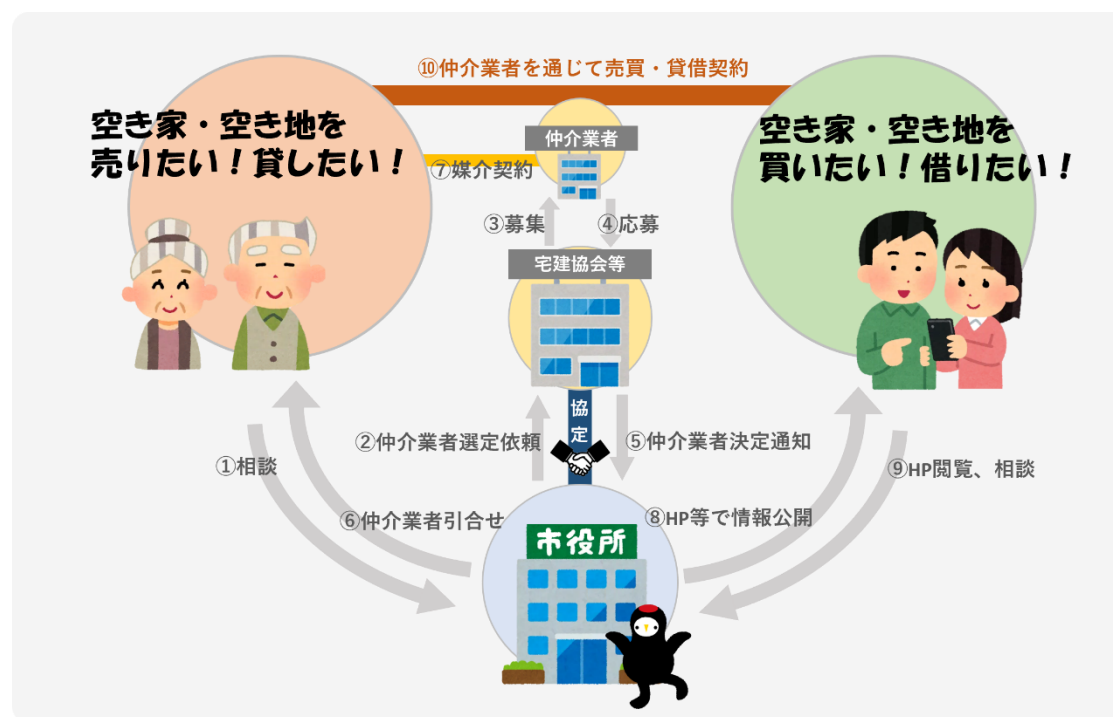 ⑩仲介業者を通じて売買・貸借契約
空き家・空き地を
売りたい！貸したい！
空き家・空き地を
買いたい！借りたい！
仲介業者
⑦媒介契約
③募集
④応募
宅建協会等
協定
②仲介業者選定依頼
⑤仲介業者決定通知
①相談
⑨HP閲覧、相談
⑥仲介業者引合せ
⑧HP等で情報公開
市役所